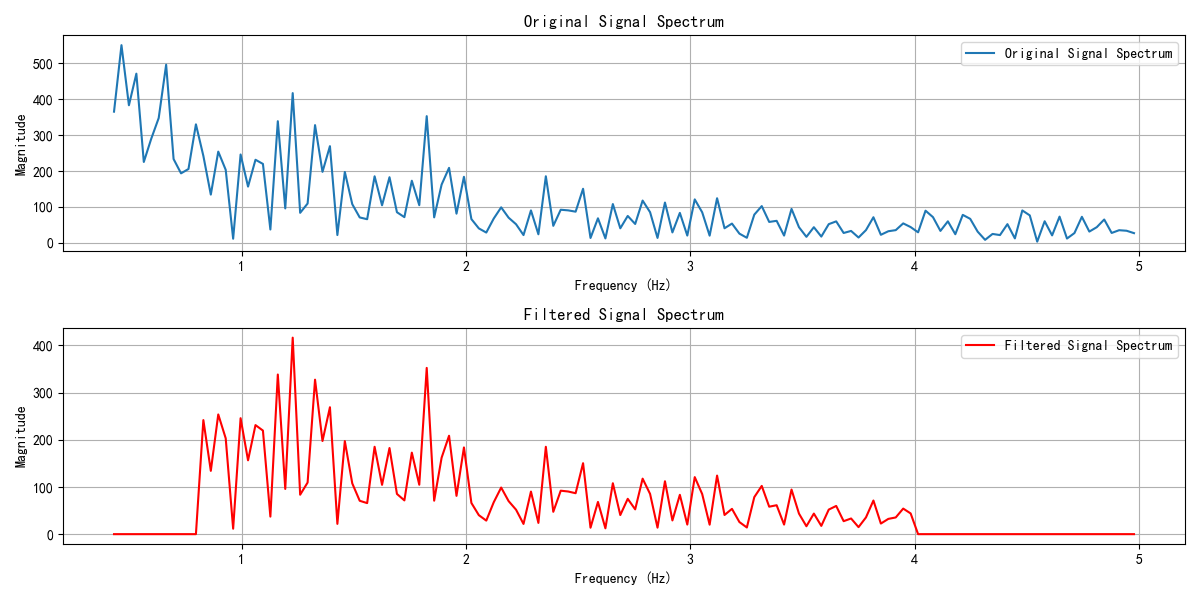 Original Signal Spectrum
Original Signal Spectrum
Magnitude
500
400
300
200
100
0
1
2
3
4
5
Frequency (Hz)
Filtered Signal Spectrum
Filtered Signal Spectrum
Magnitude
400
300
200
100
0
1
2
3
4
5
Frequency (Hz)